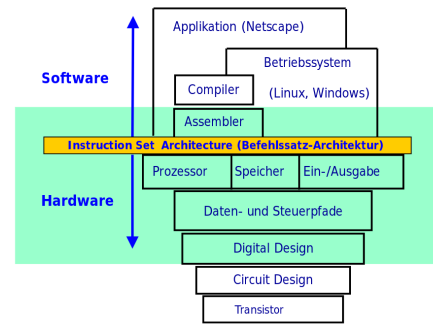 Applikation (Netscape)
Betriebssystem
Software
Compiler
(Linux, Windows)
Assembler
Instruction Set Architecture (Befehlssatz-Architektur)
Prozessor
Speicher
Ein-/Ausgabe
Hardware
Daten- und Steuerpfade
Digital Design
Circuit Design
Transistor